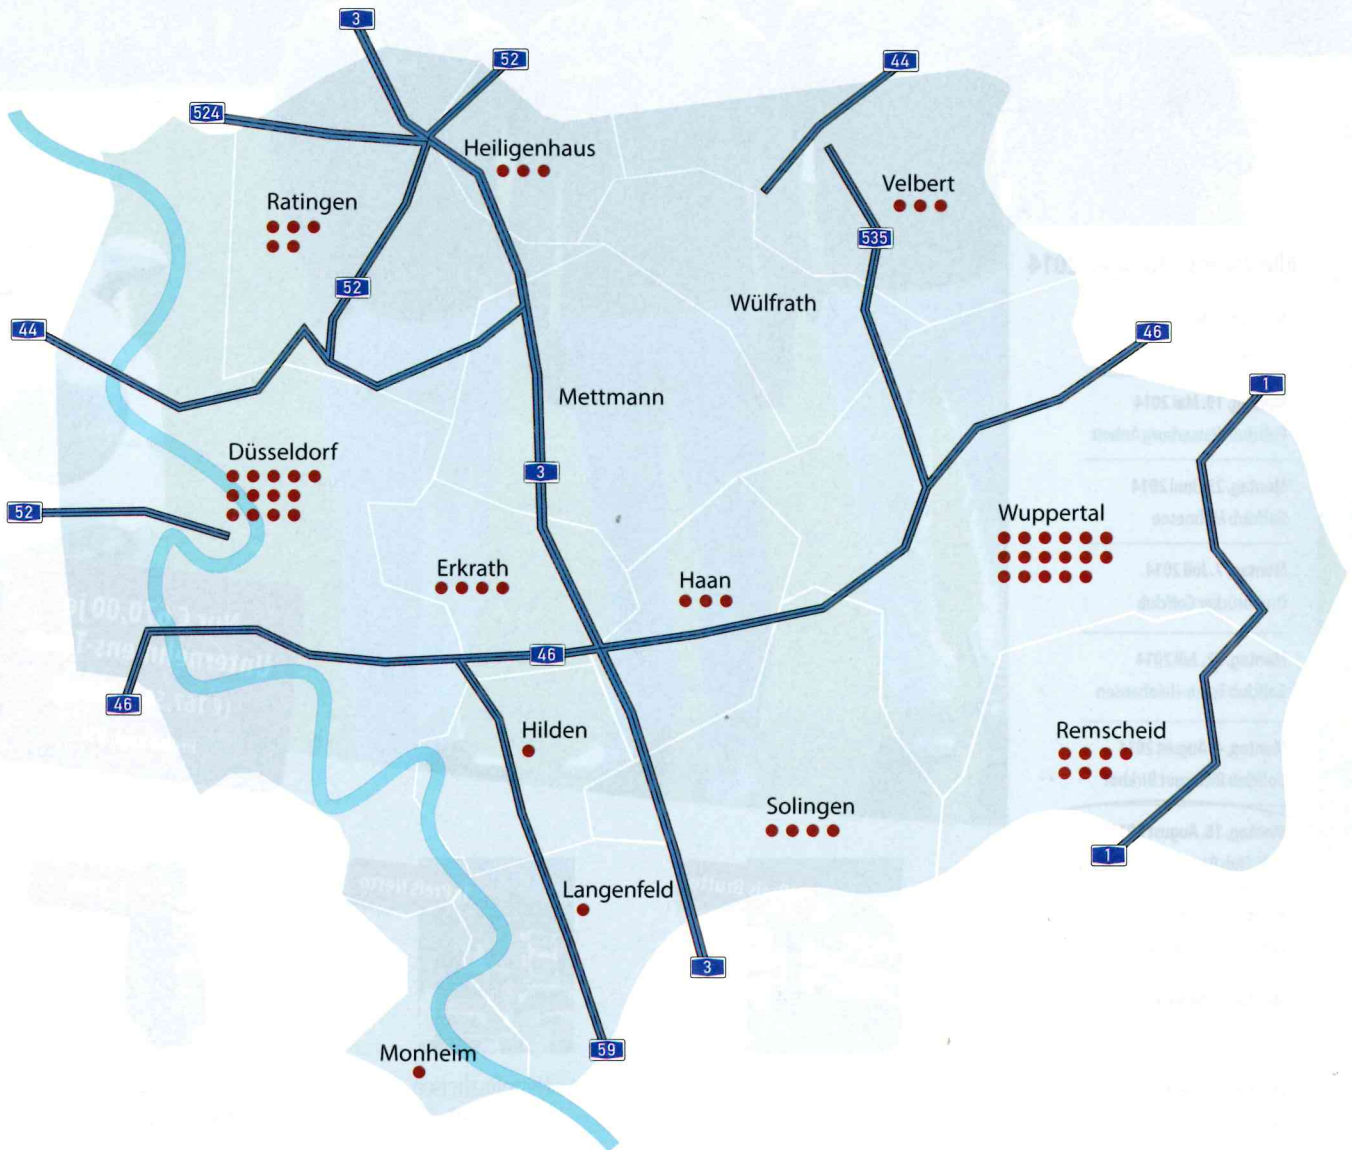 3
52
44
524
Heiligenhaus
Velbert
Ratingen
535
52
Wülfrath
44
46
1
Mettmann
Düsseldorf
3
52
Wuppertal
Erkrath
Haan
46
46
Hilden
Remscheid
Solingen
1
Langenfeld
3
Monheim
59